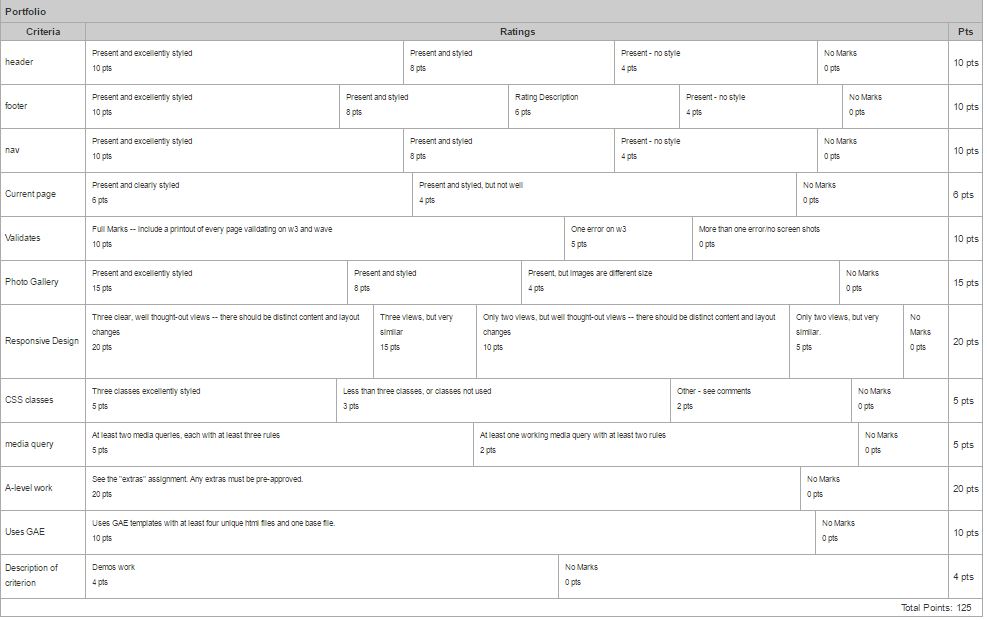 Portfolio
Criteria Ratings Pts
header
Present and excellently styled
10 pts
Present and styled
8 pts
Present - no style
4 pts
No Marks
0 pts
10 pts
footer
Present and excellently styled
10 pts
Present and styled
8 pts
Rating Description
6 pts
Present - no style
4 pts
No Marks
0 pts
10 pts
nav
Present and excellently styled
10 pts
Present and styled
8 pts
Present - no style
4 pts
No Marks
0 pts
10 pts
Current page
Present and clearly styled
6 pts
Present and styled, but not well
4 pts
No Marks
0 pts
6 pts
Validates
Full Marks -- include a printout of every page validating on w3 and wave
10 pts
One error on w3
5 pts
More than one error/no screen shots
0 pts
10 pts
Photo Gallery
Present and excellently styled
15 pts
Present and styled
8 pts
Present, but images are different size
4 pts
No Marks
0 pts
15 pts
Responsive Design
Three clear, well thought-out views -- there should be distinct content and layout
changes
20 pts
Three views, but very
similar
15 pts
Only two views, but well thought-out views -- there should be distinct content and layout
changes
10 pts
Only two views, but very
similar.
5 pts
No
Marks
0 pts
20 pts
CSS classes
Three classes excellently styled
5 pts
Less than three classes, or classes not used
3 pts
Other - see comments
2 pts
No Marks
0 pts
5 pts
media query
At least two media queries, each with at least three rules
5 pts
At least one working media query with at least two rules
2 pts
No Marks
0 pts
5 pts
A-level work
See the "extras" assignment. Any extras must be pre-approved.
20 pts
No Marks
0 pts
20 pts
Uses GAE
Uses GAE templates with at least four unique html files and one base file.
10 pts
No Marks
0 pts
10 pts
Description of
criterion
Demos work
4 pts
No Marks
0 pts
4 pts
Total Points: 125